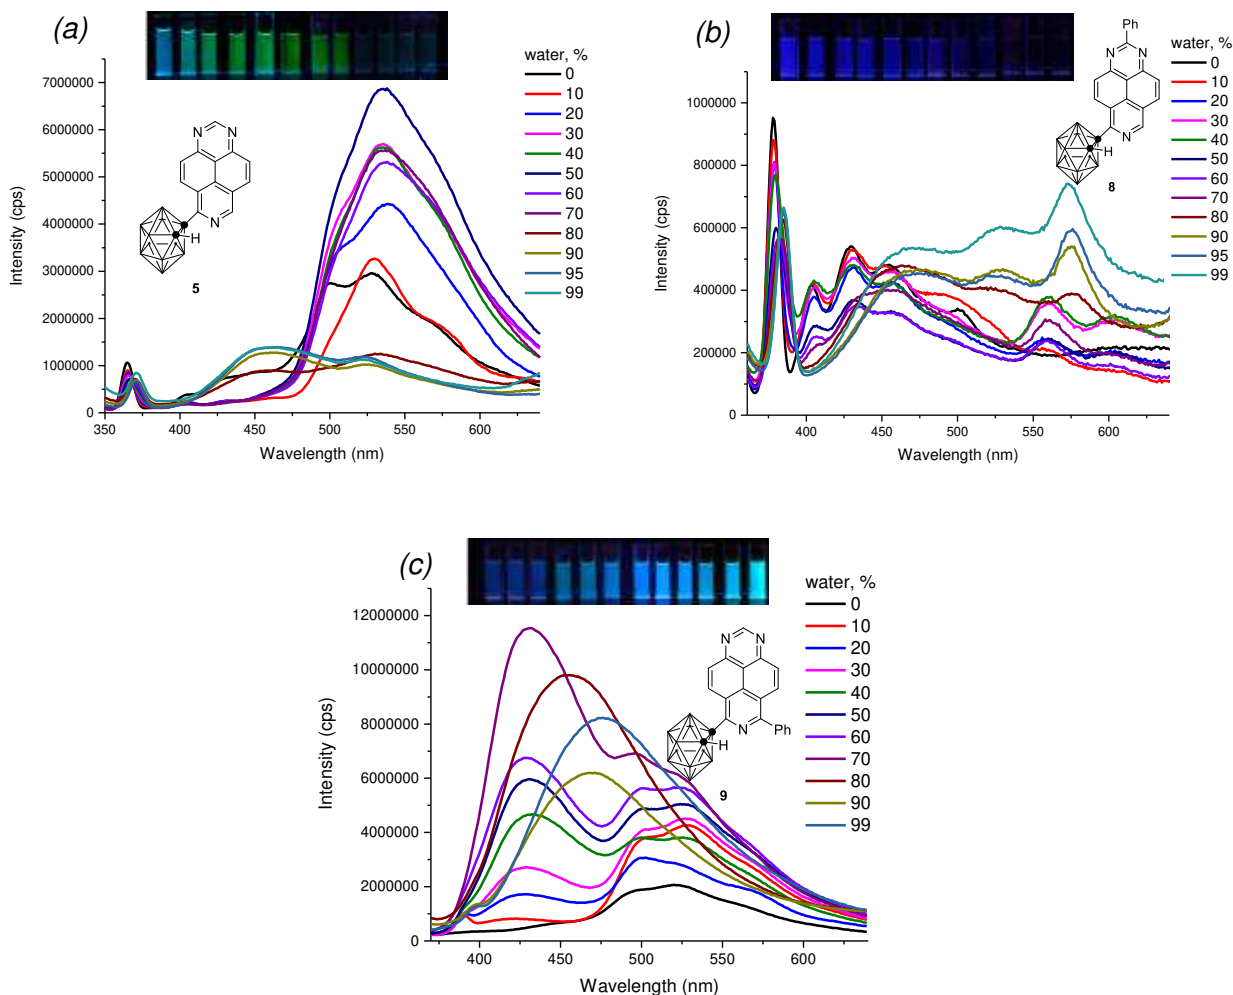 (a)
7000000
6000000
5000000
4000000
3000000
2000000
1000000
0
Intensity (cps)
350 400 450 500 550 600
Wavelength (nm)
N N
N
H
5
water, %
0
10
20
30
40
50
60
70
80
90
95
99
(b)
1000000
800000
600000
400000
200000
0
Intensity (cps)
400 450 500 550 600
Wavelength (nm)
Ph
N N
N
H
8
water, %
0
10
20
30
40
50
60
70
80
90
95
99
(c)
12000000
10000000
8000000
6000000
4000000
2000000
0
Intensity (cps)
400 450 500 550 600
Wavelength (nm)
N N
N Ph
H
9
water, %
0
10
20
30
40
50
60
70
80
90
99